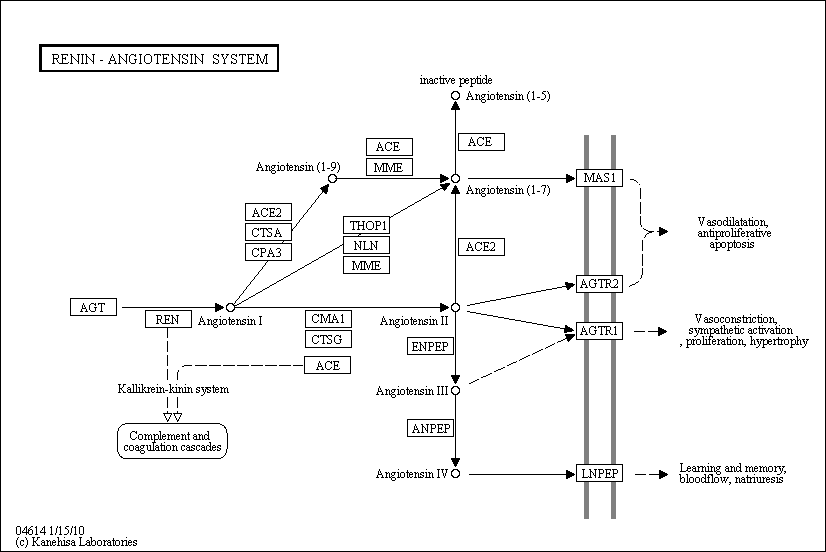 RENIN - ANGIOTENSIN SYSTEM
inactive peptide
Angiotensin (1-5)
ACE
ACE
Angiotensin (1-9)
MME
MAS1
Angiotensin (1-7)
ACE2
THOP1
Vasodilatation,
antiproliferative
apoptosis
CTSA
NLN
ACE2
CPA3
MME
AGTR2
AGT
REN
Angiotensin I
CMA1
Angiotensin II
AGTR1
Vasoconstriction,
sympathetic activation
, proliferation, hypertrophy
CTSG
ENPEP
ACE
Kallikrein-kinin system
Angiotensin III
Complement and
coagulation cascades
ANPEP
Angiotensin IV
LNPEP
Learning and memory,
bloodflow, natriuresis
04614 1/15/10
(c) Kanehisa Laboratories